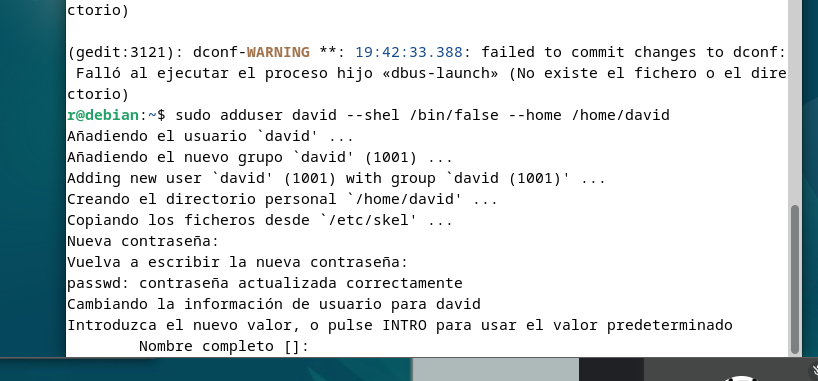 ctorio)
(gedit:3121): dconf-WARNING **: 19:42:33.388: failed to commit changes to dconf:
Falló al ejecutar el proceso hijo «dbus-launch» (No existe el fichero o el dire
ctorio)
r@debian:~$ sudo adduser david --shel /bin/false --home /home/david
Añadiendo el usuario `david' ...
Añadiendo el nuevo grupo `david' (1001) ...
Adding new user `david' (1001) with group `david (1001)' ...
Creando el directorio personal `/home/david' ...
Copiando los ficheros desde `/etc/skel' ...
Nueva contraseña:
Vuelva a escribir la nueva contraseña:
passwd: contraseña actualizada correctamente
Cambiando la información de usuario para david
Introduzca el nuevo valor, o pulse INTRO para usar el valor predeterminado
Nombre completo []: